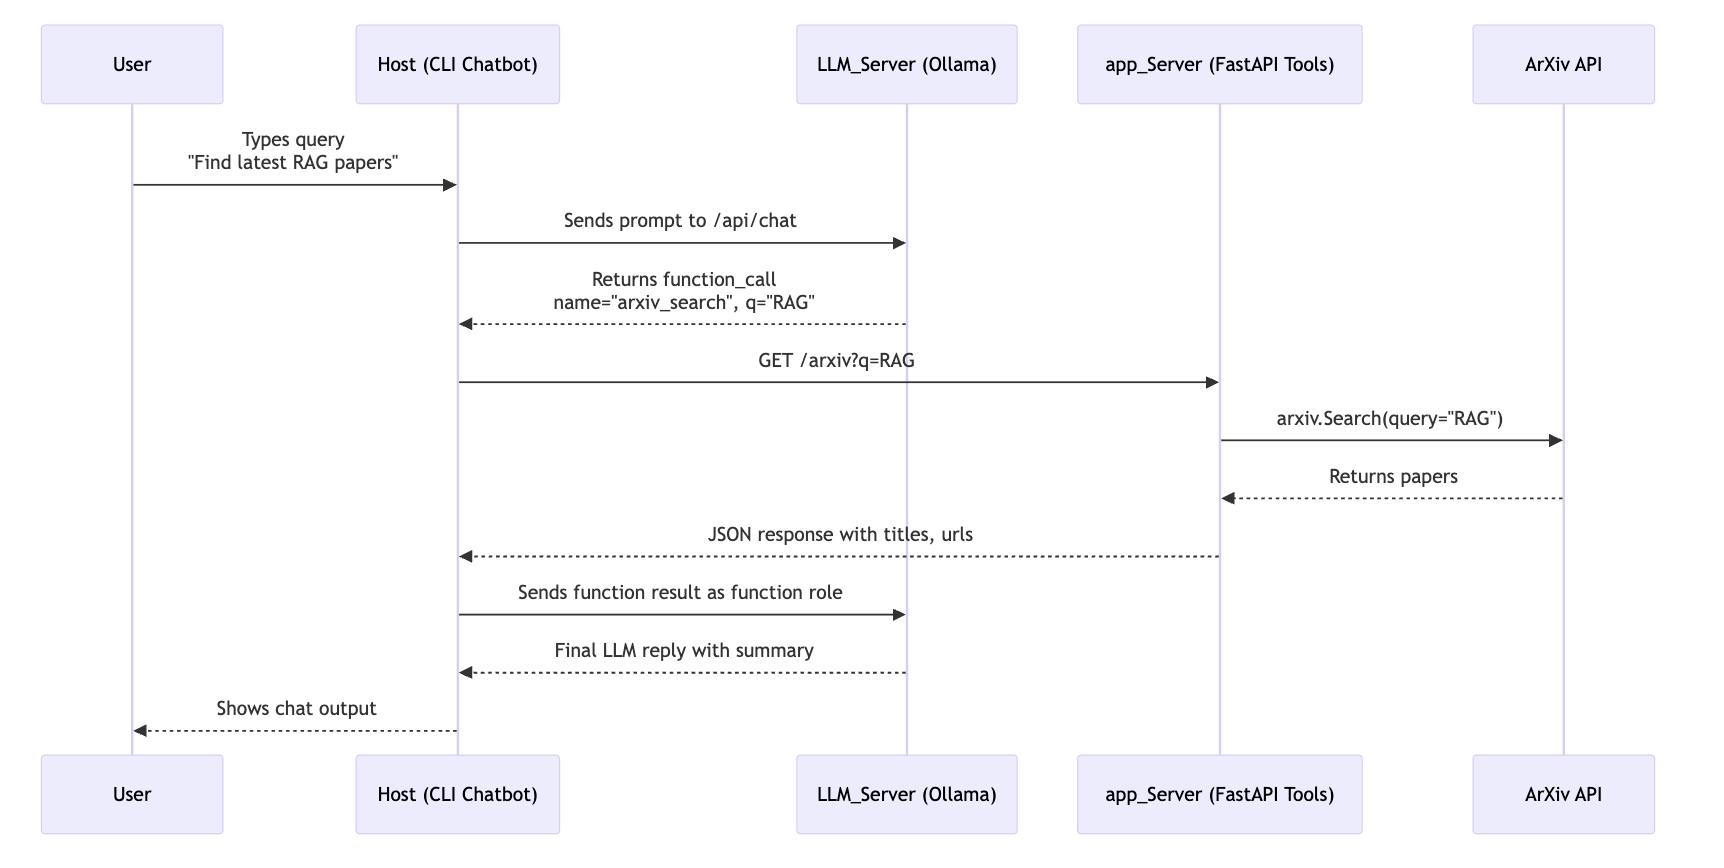 User
Host (CLI Chatbot)
LLM_Server (Ollama)
app_Server (FastAPI Tools)
ArXiv API
Types query
"Find latest RAG papers"
Sends prompt to /api/chat
Returns function_call
name="arxiv_search", q="RAG"
GET /arxiv?q=RAG
arxiv.Search(query="RAG")
Returns papers
JSON response with titles, urls
Sends function result as function role
Final LLM reply with summary
Shows chat output
User
Host (CLI Chatbot)
LLM_Server (Ollama)
app_Server (FastAPI Tools)
ArXiv API